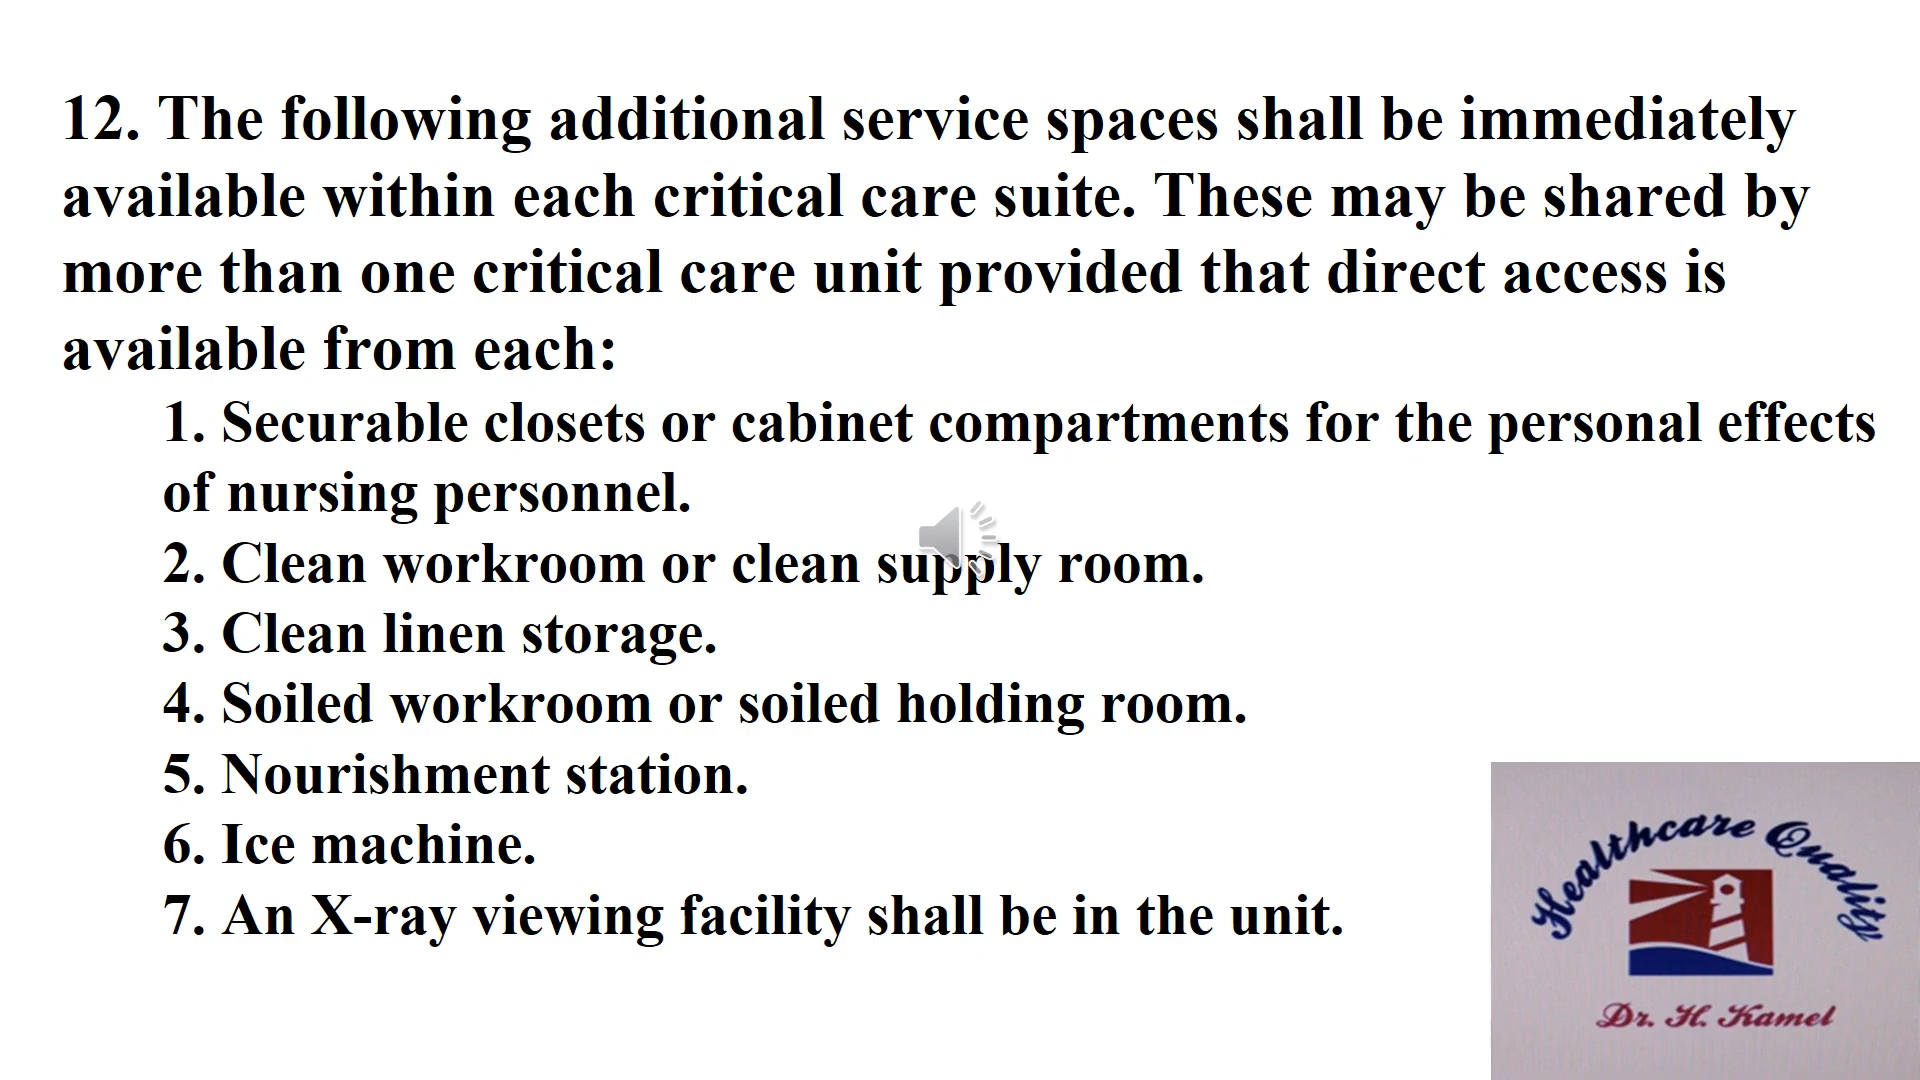 12. The following additional service spaces shall be immediately
available within each critical care suite. These may be shared by
more than one critical care unit provided that direct access is
available from each:
1. Securable closets or cabinet compartments for the personal effects
of nursing personnel.
2. Clean workroom or clean supply room.
3. Clean linen storage.
4. Soiled workroom or soiled holding room.
5. Nourishment station.
6. Ice machine.
7. An X-ray viewing facility shall be in the unit.
Healthcare Quality
Dr. H. Kamel